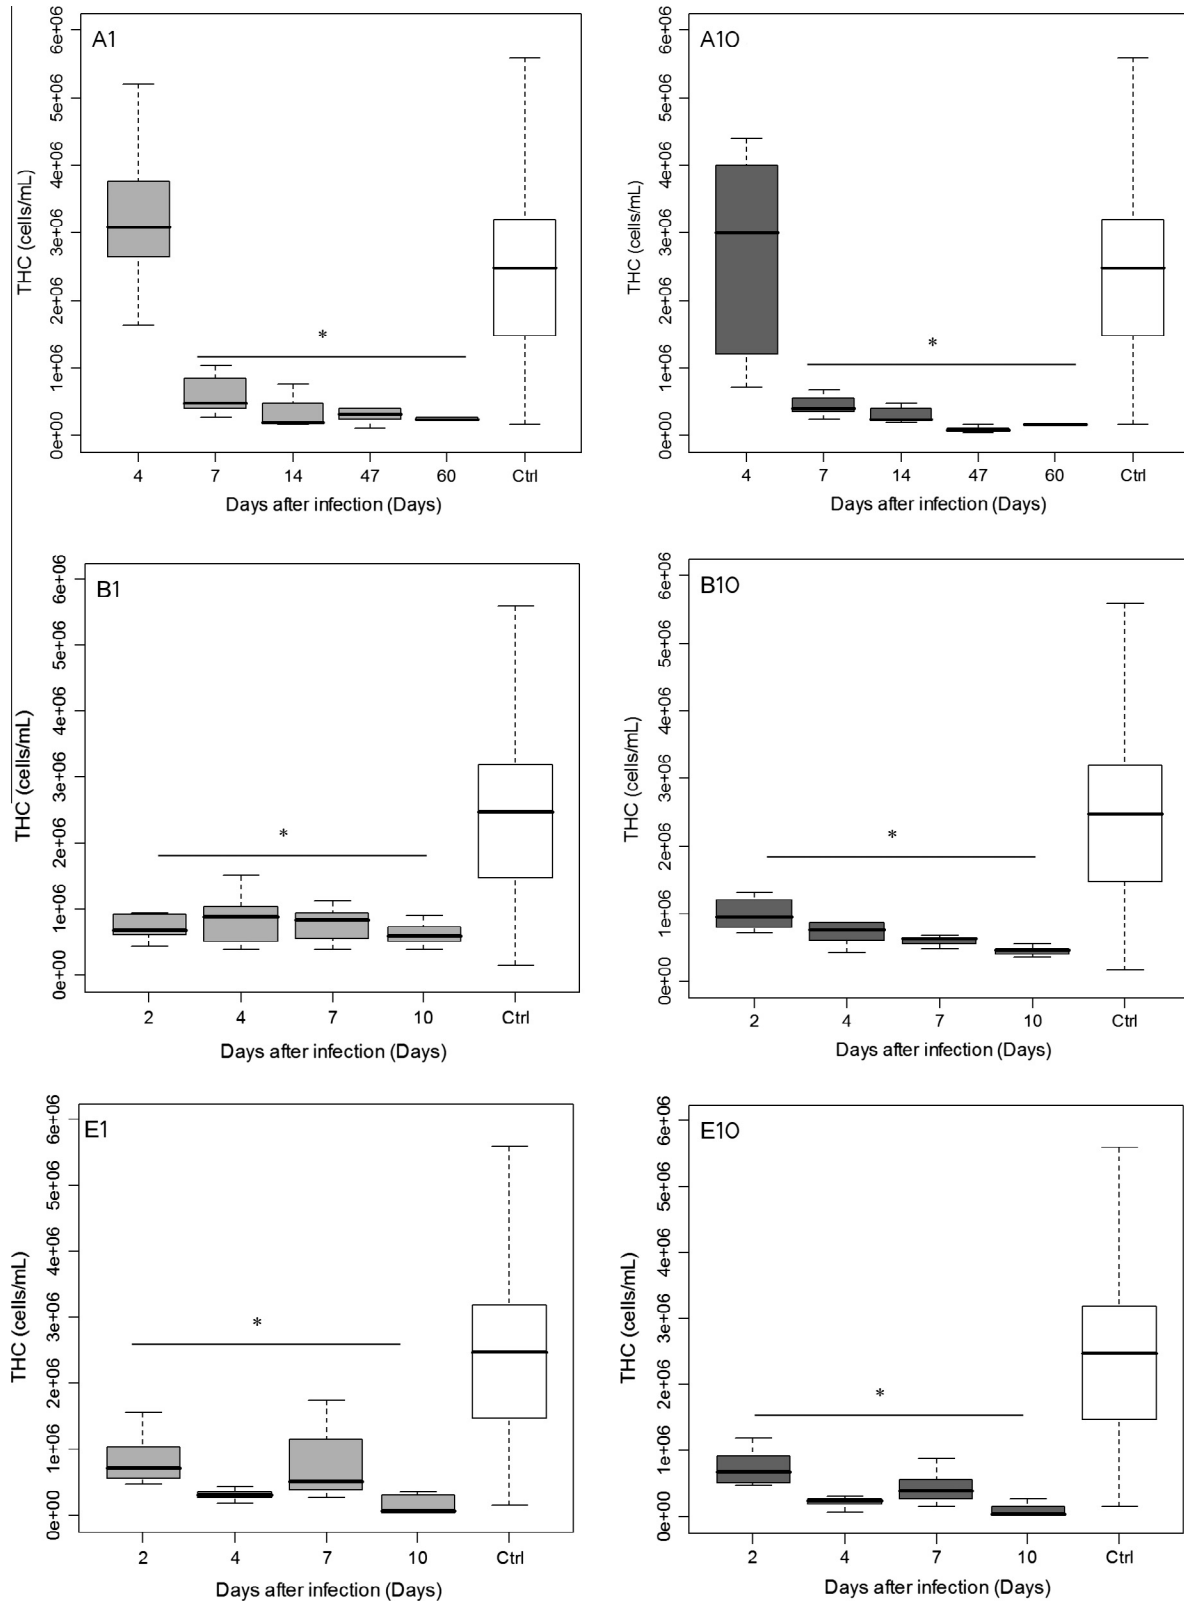 A1
THC (cells/mL)
0e+00 1e+06 2e+06 3e+06 4e+06 5e+06 6e+06
*
4 7 14 47 60 Ctrl
Days after infection (Days)
A10
THC (cells/mL)
0e+00 1e+06 2e+06 3e+06 4e+06 5e+06 6e+06
*
4 7 14 47 60 Ctrl
Days after infection (Days)
B1
THC (cells/mL)
0e+00 1e+06 2e+06 3e+06 4e+06 5e+06 6e+06
*
2 4 7 10 Ctrl
Days after infection (Days)
B10
THC (cells/mL)
0e+00 1e+06 2e+06 3e+06 4e+06 5e+06 6e+06
*
2 4 7 10 Ctrl
Days after infection (Days)
E1
THC (cells/mL)
0e+00 1e+06 2e+06 3e+06 4e+06 5e+06 6e+06
*
2 4 7 10 Ctrl
Days after infection (Days)
E10
THC (cells/mL)
0e+00 1e+06 2e+06 3e+06 4e+06 5e+06 6e+06
*
2 4 7 10 Ctrl
Days after infection (Days)